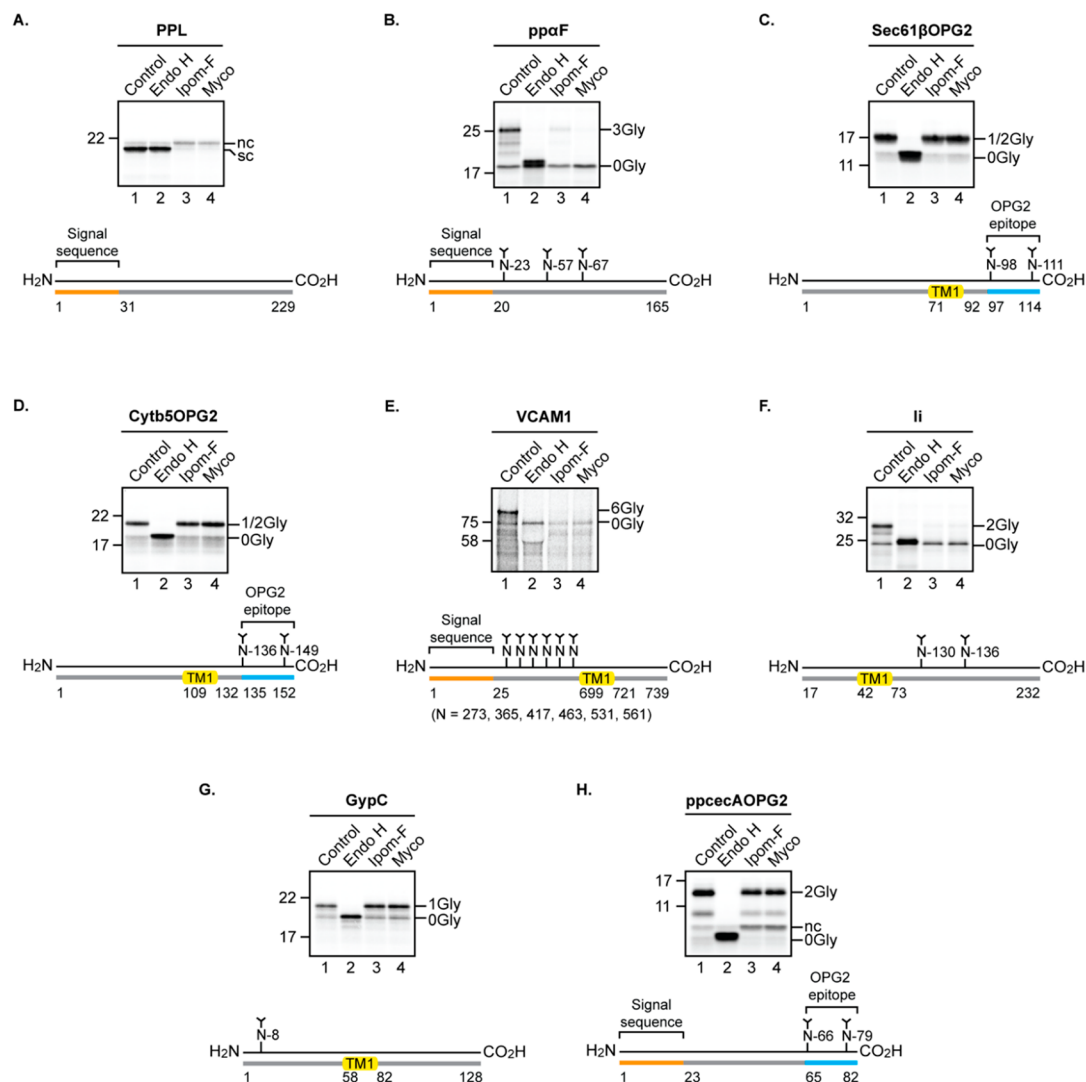 A.
PPL
Control
Endo H
Ipom-F
Myco
22
nc
sc
1 2 3 4
Signal
sequence
H₂N
CO₂H
1 31 229
B.
ppαF
Control
Endo H
Ipom-F
Myco
25
3Gly
17
0Gly
1 2 3 4
Signal
sequence
N-23 N-57 N-67
H₂N
CO₂H
1 20 165
C.
Sec61βOPG2
Control
Endo H
Ipom-F
Myco
17
1/2Gly
11
0Gly
1 2 3 4
OPG2
epitope
N-98 N-111
H₂N
CO₂H
TM1
1 71 92 97 114
D.
Cytb5OPG2
Control
Endo H
Ipom-F
Myco
22
1/2Gly
17
0Gly
1 2 3 4
OPG2
epitope
N-136 N-149
H₂N
CO₂H
TM1
1 109 132 135 152
E.
VCAM1
Control
Endo H
Ipom-F
Myco
6Gly
75
0Gly
58
1 2 3 4
Signal
sequence
N N N N N N
H₂N
CO₂H
TM1
1 25 699 721 739
(N = 273, 365, 417, 463, 531, 561)
F.
Ii
Control
Endo H
Ipom-F
Myco
32
2Gly
25
0Gly
1 2 3 4
N-130 N-136
H₂N
CO₂H
TM1
17 42 73 232
G.
GypC
Control
Endo H
Ipom-F
Myco
22
1Gly
0Gly
17
1 2 3 4
N-8
H₂N
CO₂H
TM1
1 58 82 128
H.
ppcecAOPG2
Control
Endo H
Ipom-F
Myco
17
2Gly
11
nc
0Gly
1 2 3 4
Signal
sequence
OPG2
epitope
N-66 N-79
H₂N
CO₂H
1 23 65 82